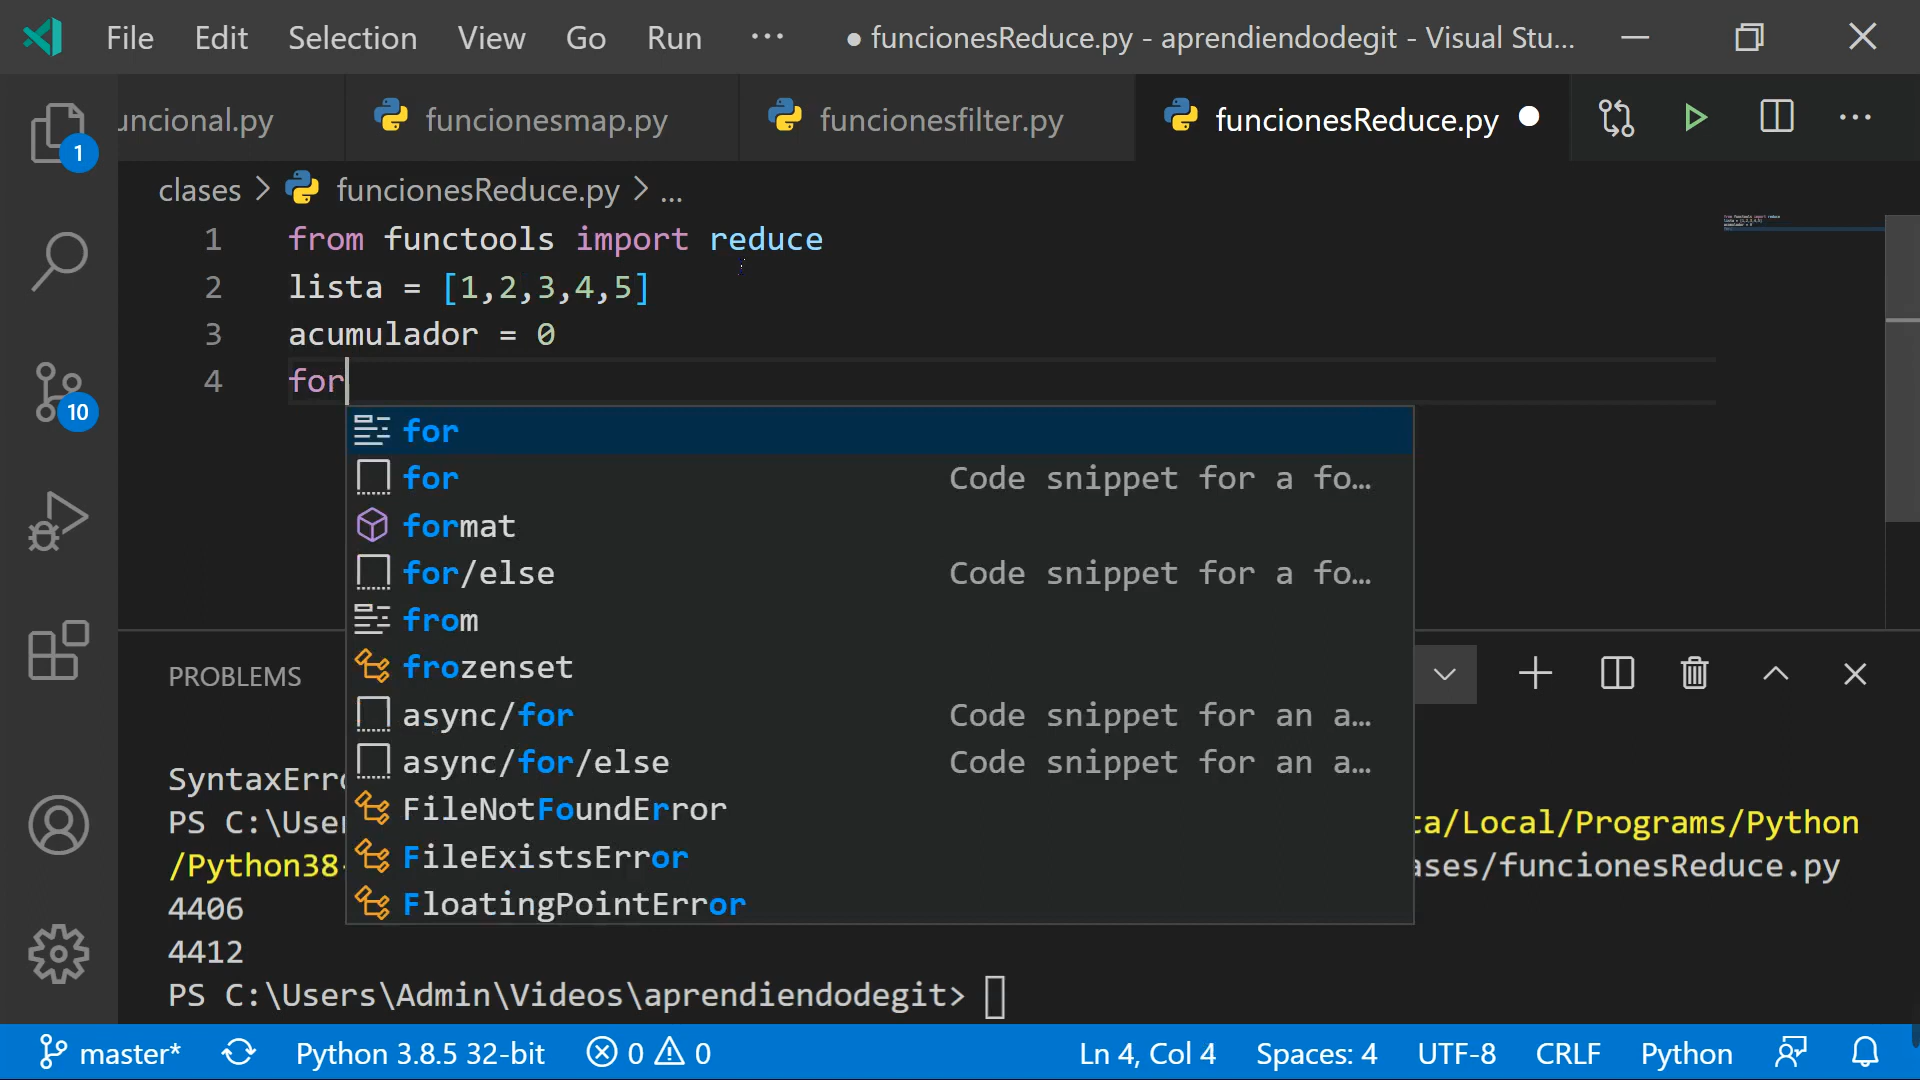 File Edit Selection View Go Run ··· ● funcionesReduce.py - aprendiendodegit - Visual Stu...
uncional.py funcionesmap.py funcionesfilter.py funcionesReduce.py ● ···
1
clases > funcionesReduce.py > ...
1 from functools import reduce
2 lista = [1,2,3,4,5]
3 acumulador = 0
4 for
10
for
for Code snippet for a fo...
format
for/else Code snippet for a fo...
from
frozenset
async/for Code snippet for an a...
async/for/else Code snippet for an a...
FileNotFoundError
FileExistsError
FloatingPointError
PROBLEMS
SyntaxErro
PS C:\User ta/Local/Programs/Python
/Python38- ases/funcionesReduce.py
4406
4412
PS C:\Users\Admin\Videos\aprendiendodegit>
master* Python 3.8.5 32-bit 0 0 Ln 4, Col 4 Spaces: 4 UTF-8 CRLF Python